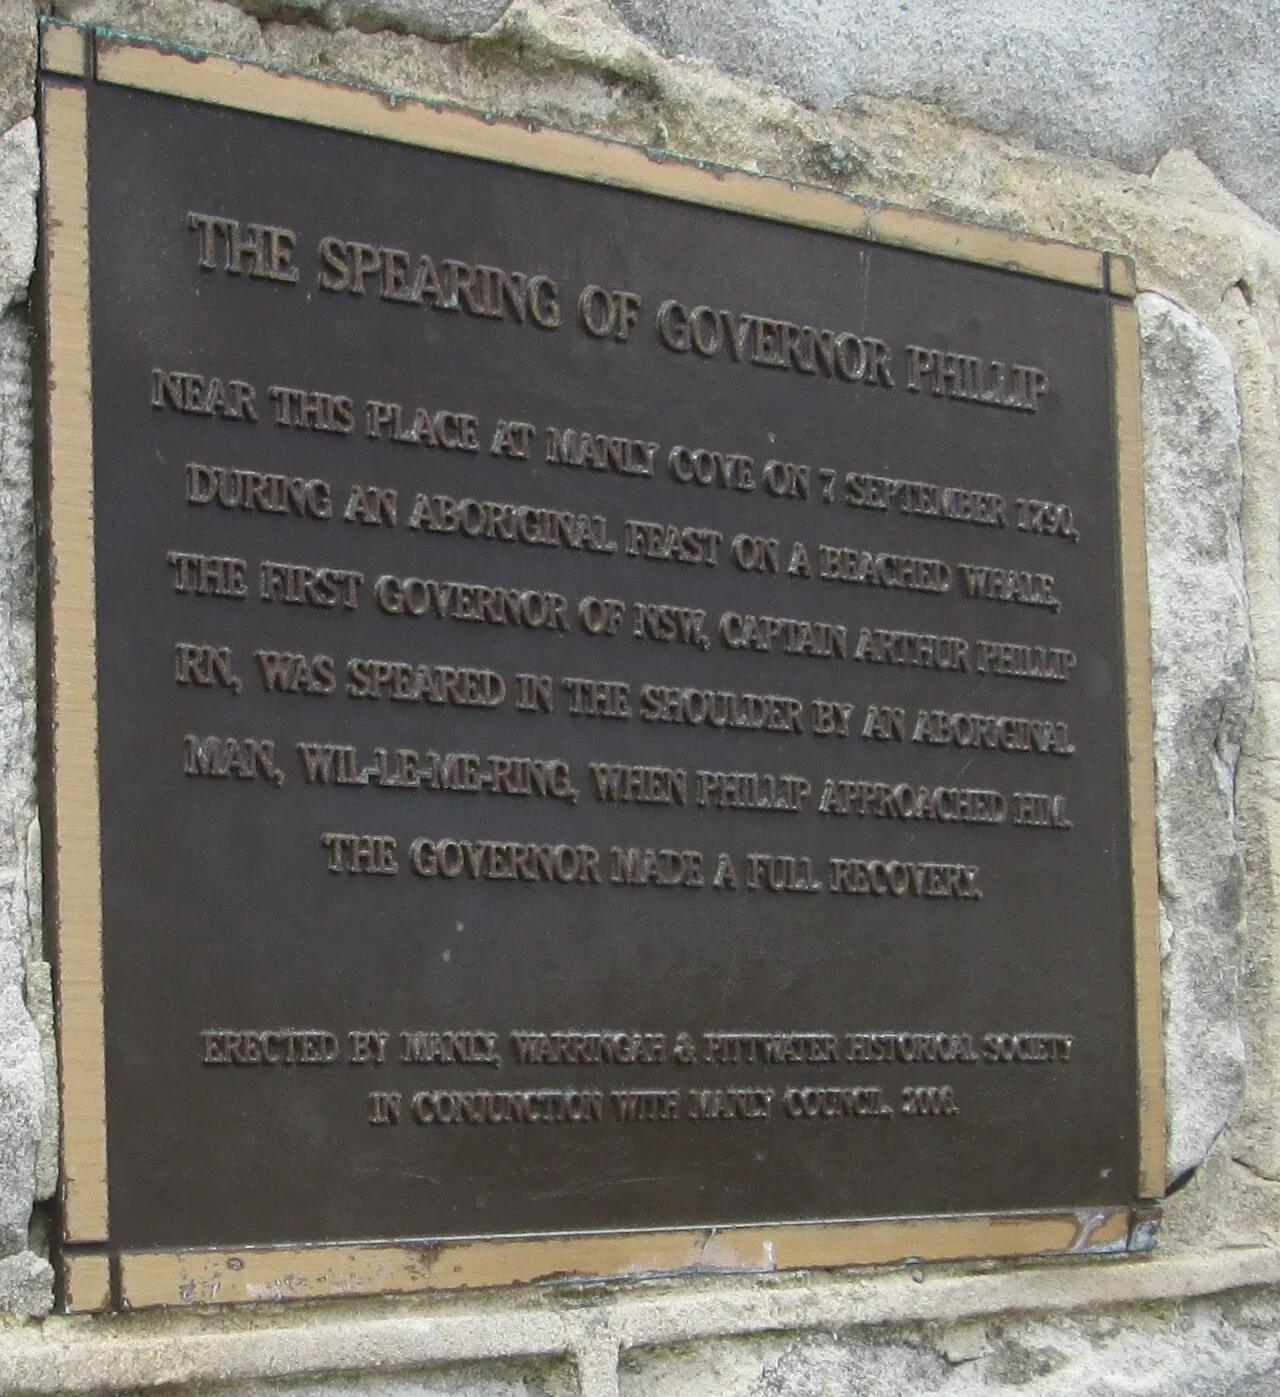 THE SPEARING OF GOVERNOR PHILLIP
NEAR THIS PLACE AT MANLY COVE ON 7 SEPTEMBER 1790,
DURING AN ABORIGINAL FEAST ON A BEACHED WHALE,
THE FIRST GOVERNOR OF NSW, CAPTAIN ARTHUR PHILLIP
RN, WAS SPEARED IN THE SHOULDER BY AN ABORIGINAL
MAN, WIL-LE-ME-RING, WHEN PHILLIP APPROACHED HIM.
THE GOVERNOR MADE A FULL RECOVERY.
ERECTED BY MANLY, WARRINGAH & PITTWATER HISTORICAL SOCIETY
IN CONJUNCTION WITH MANLY COUNCIL,